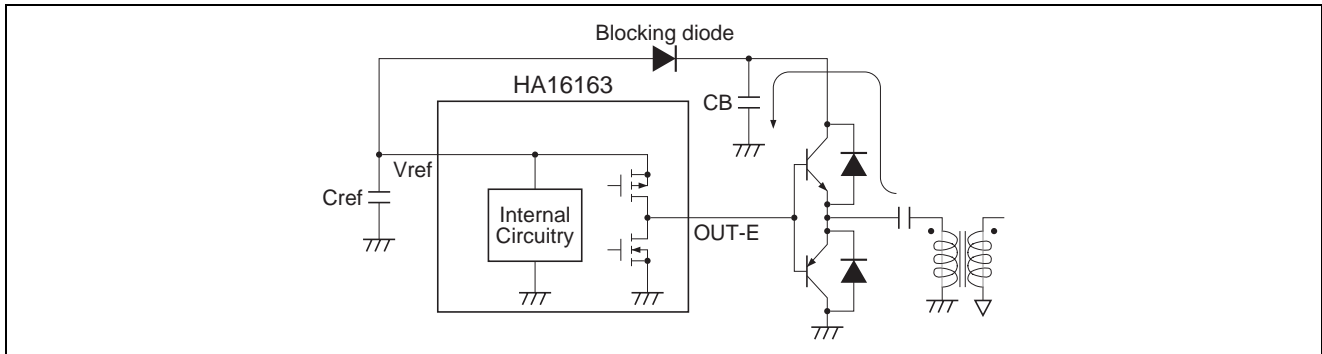 Blocking diode
HA16163
CB
Vref
Cref
Internal
Circuitry
OUT-E